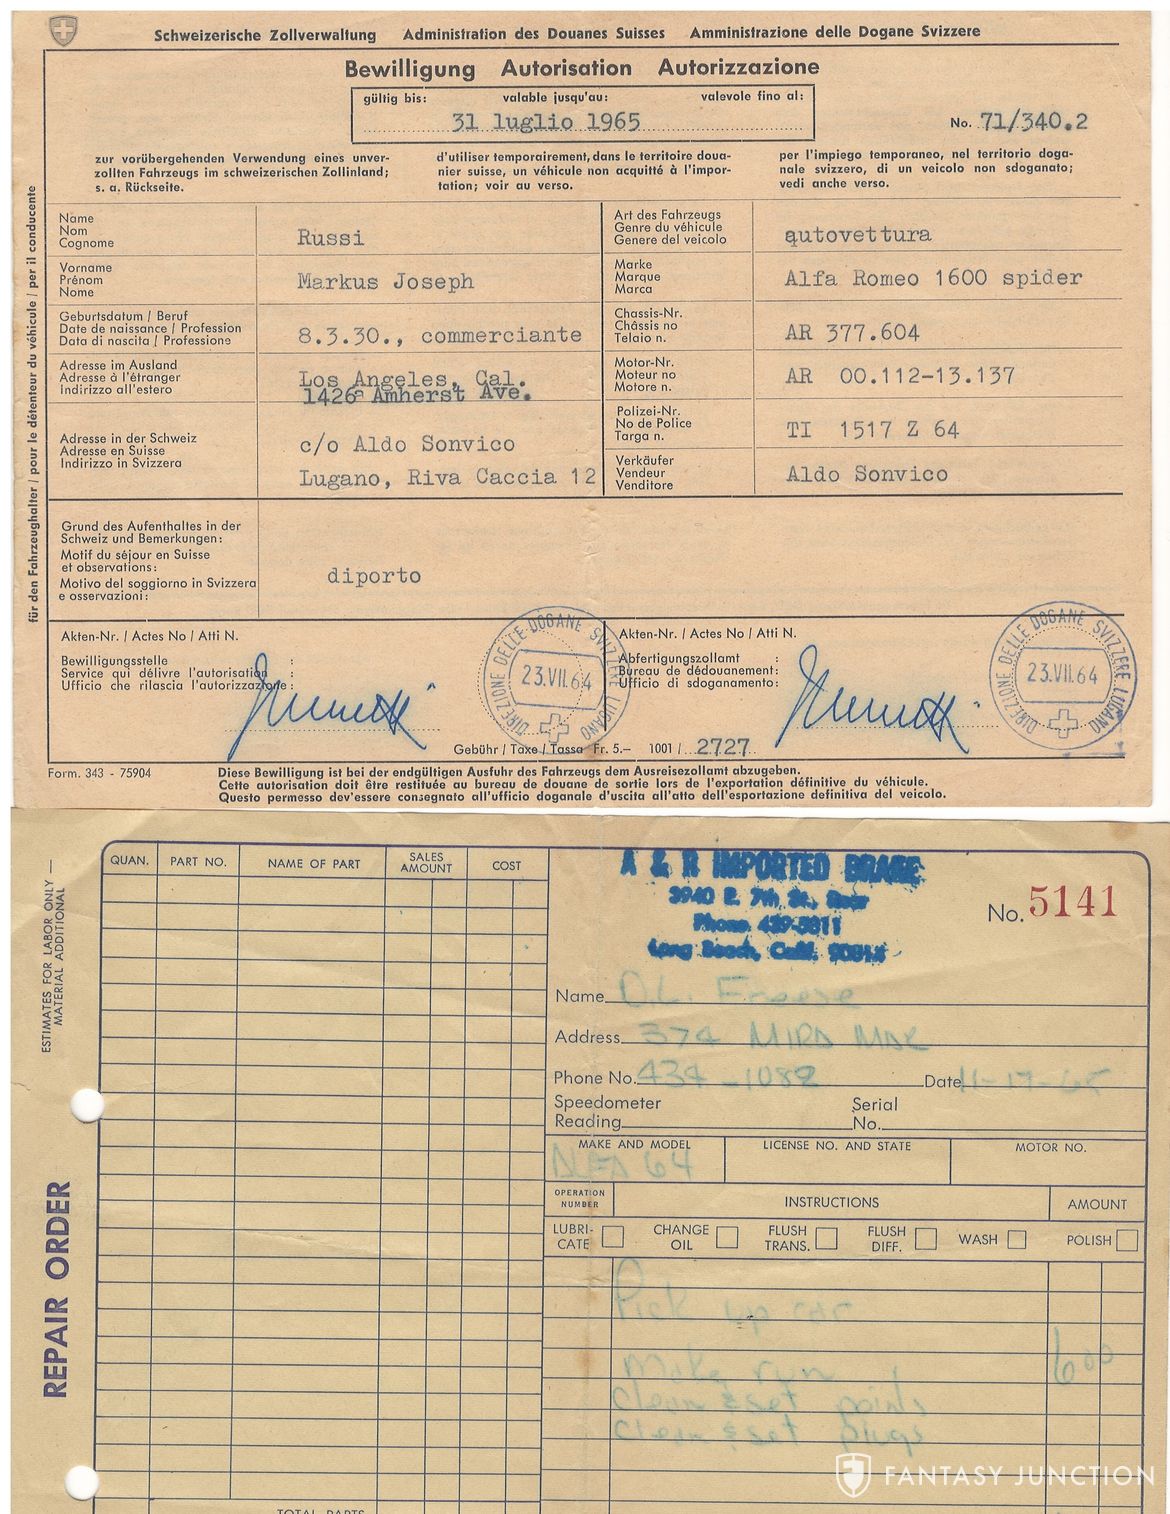 Schweizerische Zollverwaltung Administration des Douanes Suisses Amministrazione delle Dogane Svizzere
Bewilligung Autorisation Autorizzazione
gültig bis: valable jusqu'au: valevole fino al:
31 luglio 1965
No. 71/340.2
zur vorübergehenden Verwendung eines unver-
zollten Fahrzeugs im schweizerischen Zollinland;
s. a. Rückseite.
d'utiliser temporairement, dans le territoire doua-
nier suisse, un véhicule non acquitté à l'impor-
tation; voir au verso.
per l'impiego temporaneo, nel territorio doga-
nale svizzero, di un veicolo non sdoganato;
vedi anche verso.
für den Fahrzeughalter / pour le détenteur du véhicule / per il conducente
Name
Nom
Cognome
Russi
Vorname
Prénom
Nome
Markus Joseph
Geburtsdatum / Beruf
Date de naissance / Profession
Data di nascita / Professione
8.3.30., commerciante
Adresse im Ausland
Adresse à l'étranger
Indirizzo all'estero
Los Angeles, Cal.
1426a Amherst Ave.
Adresse in der Schweiz
Adresse en Suisse
Indirizzo in Svizzera
c/o Aldo Sonvico
Lugano, Riva Caccia 12
Art des Fahrzeugs
Genre du véhicule
Genere del veicolo
autovettura
Marke
Marque
Marca
Alfa Romeo 1600 spider
Chassis-Nr.
Châssis no
Telaio n.
AR 377.604
Motor-Nr.
Moteur no
Motore n.
AR 00.112-13.137
Polizei-Nr.
No de Police
Targa n.
TI 1517 Z 64
Verkäufer
Vendeur
Venditore
Aldo Sonvico
Grund des Aufenthaltes in der
Schweiz und Bemerkungen:
Motif du séjour en Suisse
et observations:
Motivo del soggiorno in Svizzera
e osservazioni:
diporto
Akten-Nr. / Actes No / Atti N.
Bewilligungsstelle :
Service qui délivre l'autorisation :
Ufficio che rilascia l'autorizzazione :
DIREZIONE DELLE DOGANE SVIZZERE LUGANO
23.VII.64
Akten-Nr. / Actes No / Atti N.
Abfertigungszollamt :
Bureau de dédouanement:
Ufficio di sdoganamento:
DIREZIONE DELLE DOGANE SVIZZERE LUGANO
23.VII.64
Gebühr / Taxe / Tassa Fr. 5.— 1001 / 2727
Form. 343 - 75904
Diese Bewilligung ist bei der endgültigen Ausfuhr des Fahrzeugs dem Ausreisezollamt abzugeben.
Cette autorisation doit être restituée au bureau de douane de sortie lors de l'exportation définitive du véhicule.
Questo permesso dev'essere consegnato all'ufficio doganale d'uscita all'atto dell'esportazione definitiva del veicolo.
ESTIMATES FOR LABOR ONLY —
MATERIAL ADDITIONAL
REPAIR ORDER
QUAN. PART NO. NAME OF PART SALES AMOUNT COST
A & R IMPORTED
3940 E. 7th St.,
Phone 439-5811
Long Beach, Calif.
No. 5141
Name D.L.
Address 374 MIRA MAR
Phone No. 434-1082 Date 11-17-65
Speedometer
Reading
Serial
No.
MAKE AND MODEL LICENSE NO. AND STATE MOTOR NO.
ALFA 64
OPERATION NUMBER INSTRUCTIONS AMOUNT
LUBRI-CATE CHANGE OIL FLUSH TRANS. FLUSH DIFF. WASH POLISH
Pick up car
Make run 6 00
clean & set points
clean & set plugs
TOTAL PARTS
FANTASY JUNCTION